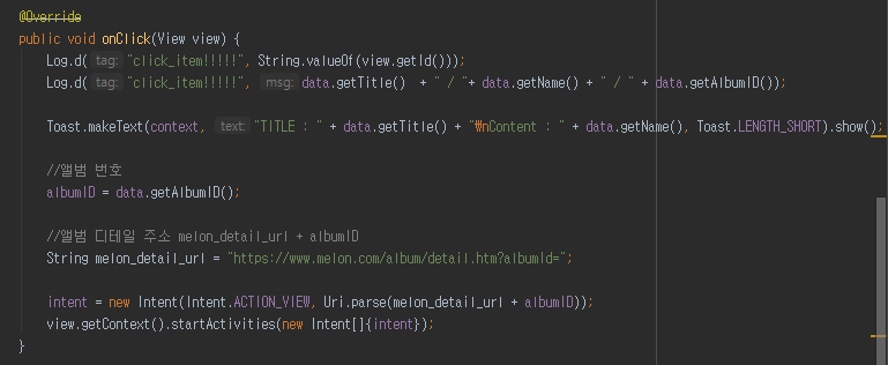 @Override
public void onClick(View view) {
Log.d( tag: "click_item!!!!!", String.valueOf(view.getId()));
Log.d( tag: "click_item!!!!!", msg: data.getTitle()  + " / "+ data.getName() + " / " + data.getAlbumID());
Toast.makeText(context, text: "TITLE : " + data.getTitle() + "₩nContent : " + data.getName(), Toast.LENGTH_SHORT).show();
//앨범 번호
albumID = data.getAlbumID();
//앨범 디테일 주소 melon_detail_url + albumID
String melon_detail_url = "https://www.melon.com/album/detail.htm?albumId=";
intent = new Intent(Intent.ACTION_VIEW, Uri.parse(melon_detail_url + albumID));
view.getContext().startActivities(new Intent[]{intent});
}